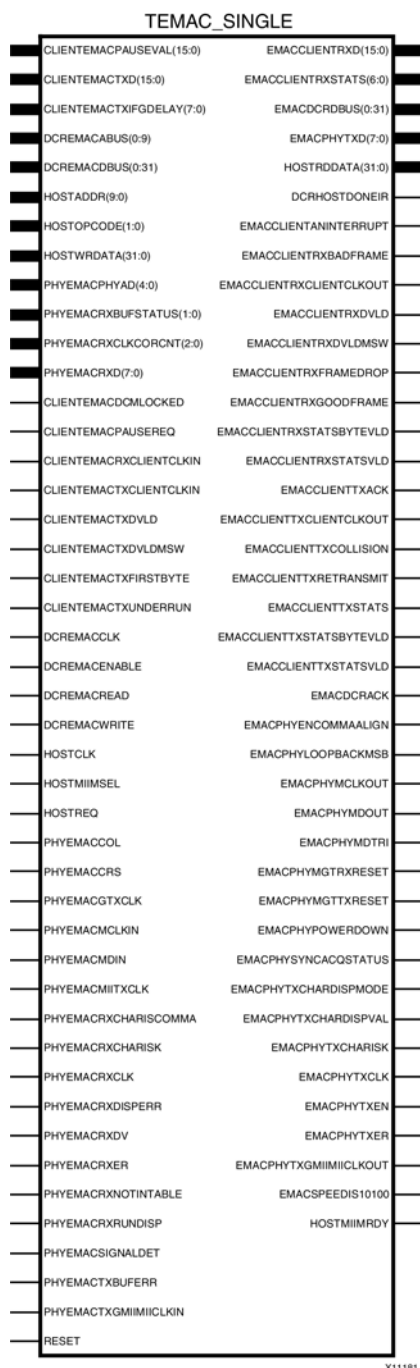 TEMAC_SINGLE
CLIENTEMACPAUSEVAL(15:0) EMACCLIENTRXD(15:0)
CLIENTEMACTXD(15:0) EMACCLIENTRXSTATS(6:0)
CLIENTEMACTXIFGDELAY(7:0) EMACDCRDBUS(0:31)
DCREMACABUS(0:9) EMACPHYTXD(7:0)
DCREMACDBUS(0:31) HOSTRDDATA(31:0)
HOSTADDR(9:0) DCRHOSTDONEIR
HOSTOPCODE(1:0) EMACCLIENTANINTERRUPT
HOSTWRDATA(31:0) EMACCLIENTRXBADFRAME
PHYEMACPHYAD(4:0) EMACCLIENTRXCLIENTCLKOUT
PHYEMACRXBUFSTATUS(1:0) EMACCLIENTRXDVLD
PHYEMACRXCLKCORCNT(2:0) EMACCLIENTRXDVLDMSW
PHYEMACRXD(7:0) EMACCLIENTRXFRAMEDROP
CLIENTEMACDCMLOCKED EMACCLIENTRXGOODFRAME
CLIENTEMACPAUSEREQ EMACCLIENTRXSTATSBYTEVLD
CLIENTEMACRXCLIENTCLKIN EMACCLIENTRXSTATSVLD
CLIENTEMACTXCLIENTCLKIN EMACCLIENTTXACK
CLIENTEMACTXDVLD EMACCLIENTTXCLIENTCLKOUT
CLIENTEMACTXDVLDMSW EMACCLIENTTXCOLLISION
CLIENTEMACTXFIRSTBYTE EMACCLIENTTXRETRANSMIT
CLIENTEMACTXUNDERRUN EMACCLIENTTXSTATS
DCREMACCLK EMACCLIENTTXSTATSBYTEVLD
DCREMACENABLE EMACCLIENTTXSTATSVLD
DCREMACREAD EMACDCRACK
DCREMACWRITE EMACPHYENCOMMAALIGN
HOSTCLK EMACPHYLOOPBACKMSB
HOSTMIIMSEL EMACPHYMCLKOUT
HOSTREQ EMACPHYMDOUT
PHYEMACCOL EMACPHYMDTRI
PHYEMACCRS EMACPHYMGTRXRESET
PHYEMACGTXCLK EMACPHYMGTTXRESET
PHYEMACMCLKIN EMACPHYPOWERDOWN
PHYEMACMDIN EMACPHYSYNCACQSTATUS
PHYEMACMIITXCLK EMACPHYTXCHARDISPMODE
PHYEMACRXCHARISCOMMA EMACPHYTXCHARDISPVAL
PHYEMACRXCHARISK EMACPHYTXCHARISK
PHYEMACRXCLK EMACPHYTXCLK
PHYEMACRXDISPERR EMACPHYTXEN
PHYEMACRXDV EMACPHYTXER
PHYEMACRXER EMACPHYTXGMIIMIICLKOUT
PHYEMACRXNOTINTABLE EMACSPEEDIS10100
PHYEMACRXRUNDISP HOSTMIIMRDY
PHYEMACSIGNALDET
PHYEMACTXBUFERR
PHYEMACTXGMIIMIICLKIN
RESET
X11181